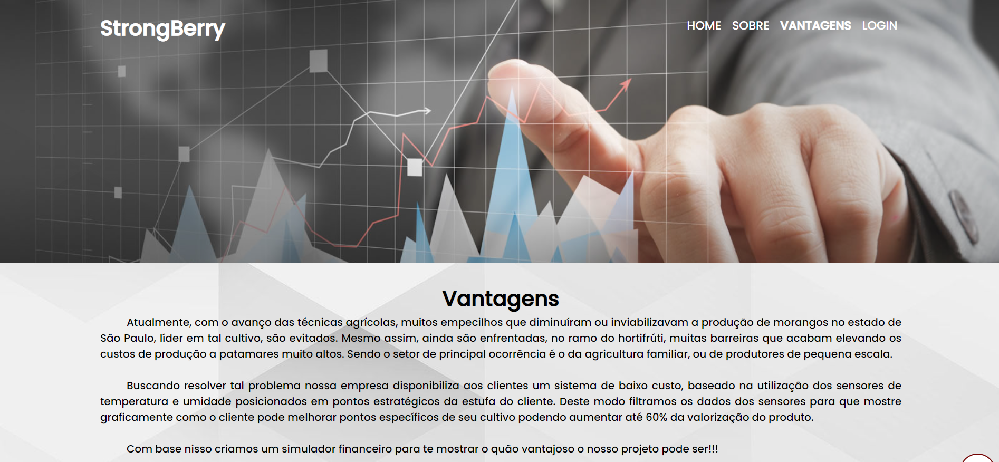 StrongBerry
HOME SOBRE VANTAGENS LOGIN
Vantagens
Atualmente, com o avanço das técnicas agrícolas, muitos empecilhos que diminuíram ou inviabilizavam a produção de morangos no estado de
São Paulo, líder em tal cultivo, são evitados. Mesmo assim, ainda são enfrentadas, no ramo do hortifrúti, muitas barreiras que acabam elevando os
custos de produção a patamares muito altos. Sendo o setor de principal ocorrência é o da agricultura familiar, ou de produtores de pequena escala.
Buscando resolver tal problema nossa empresa disponibiliza aos clientes um sistema de baixo custo, baseado na utilização dos sensores de
temperatura e umidade posicionados em pontos estratégicos da estufa do cliente. Deste modo filtramos os dados dos sensores para que mostre
graficamente como o cliente pode melhorar pontos específicos de seu cultivo podendo aumentar até 60% da valorização do produto.
Com base nisso criamos um simulador financeiro para te mostrar o quão vantajoso o nosso projeto pode ser!!!